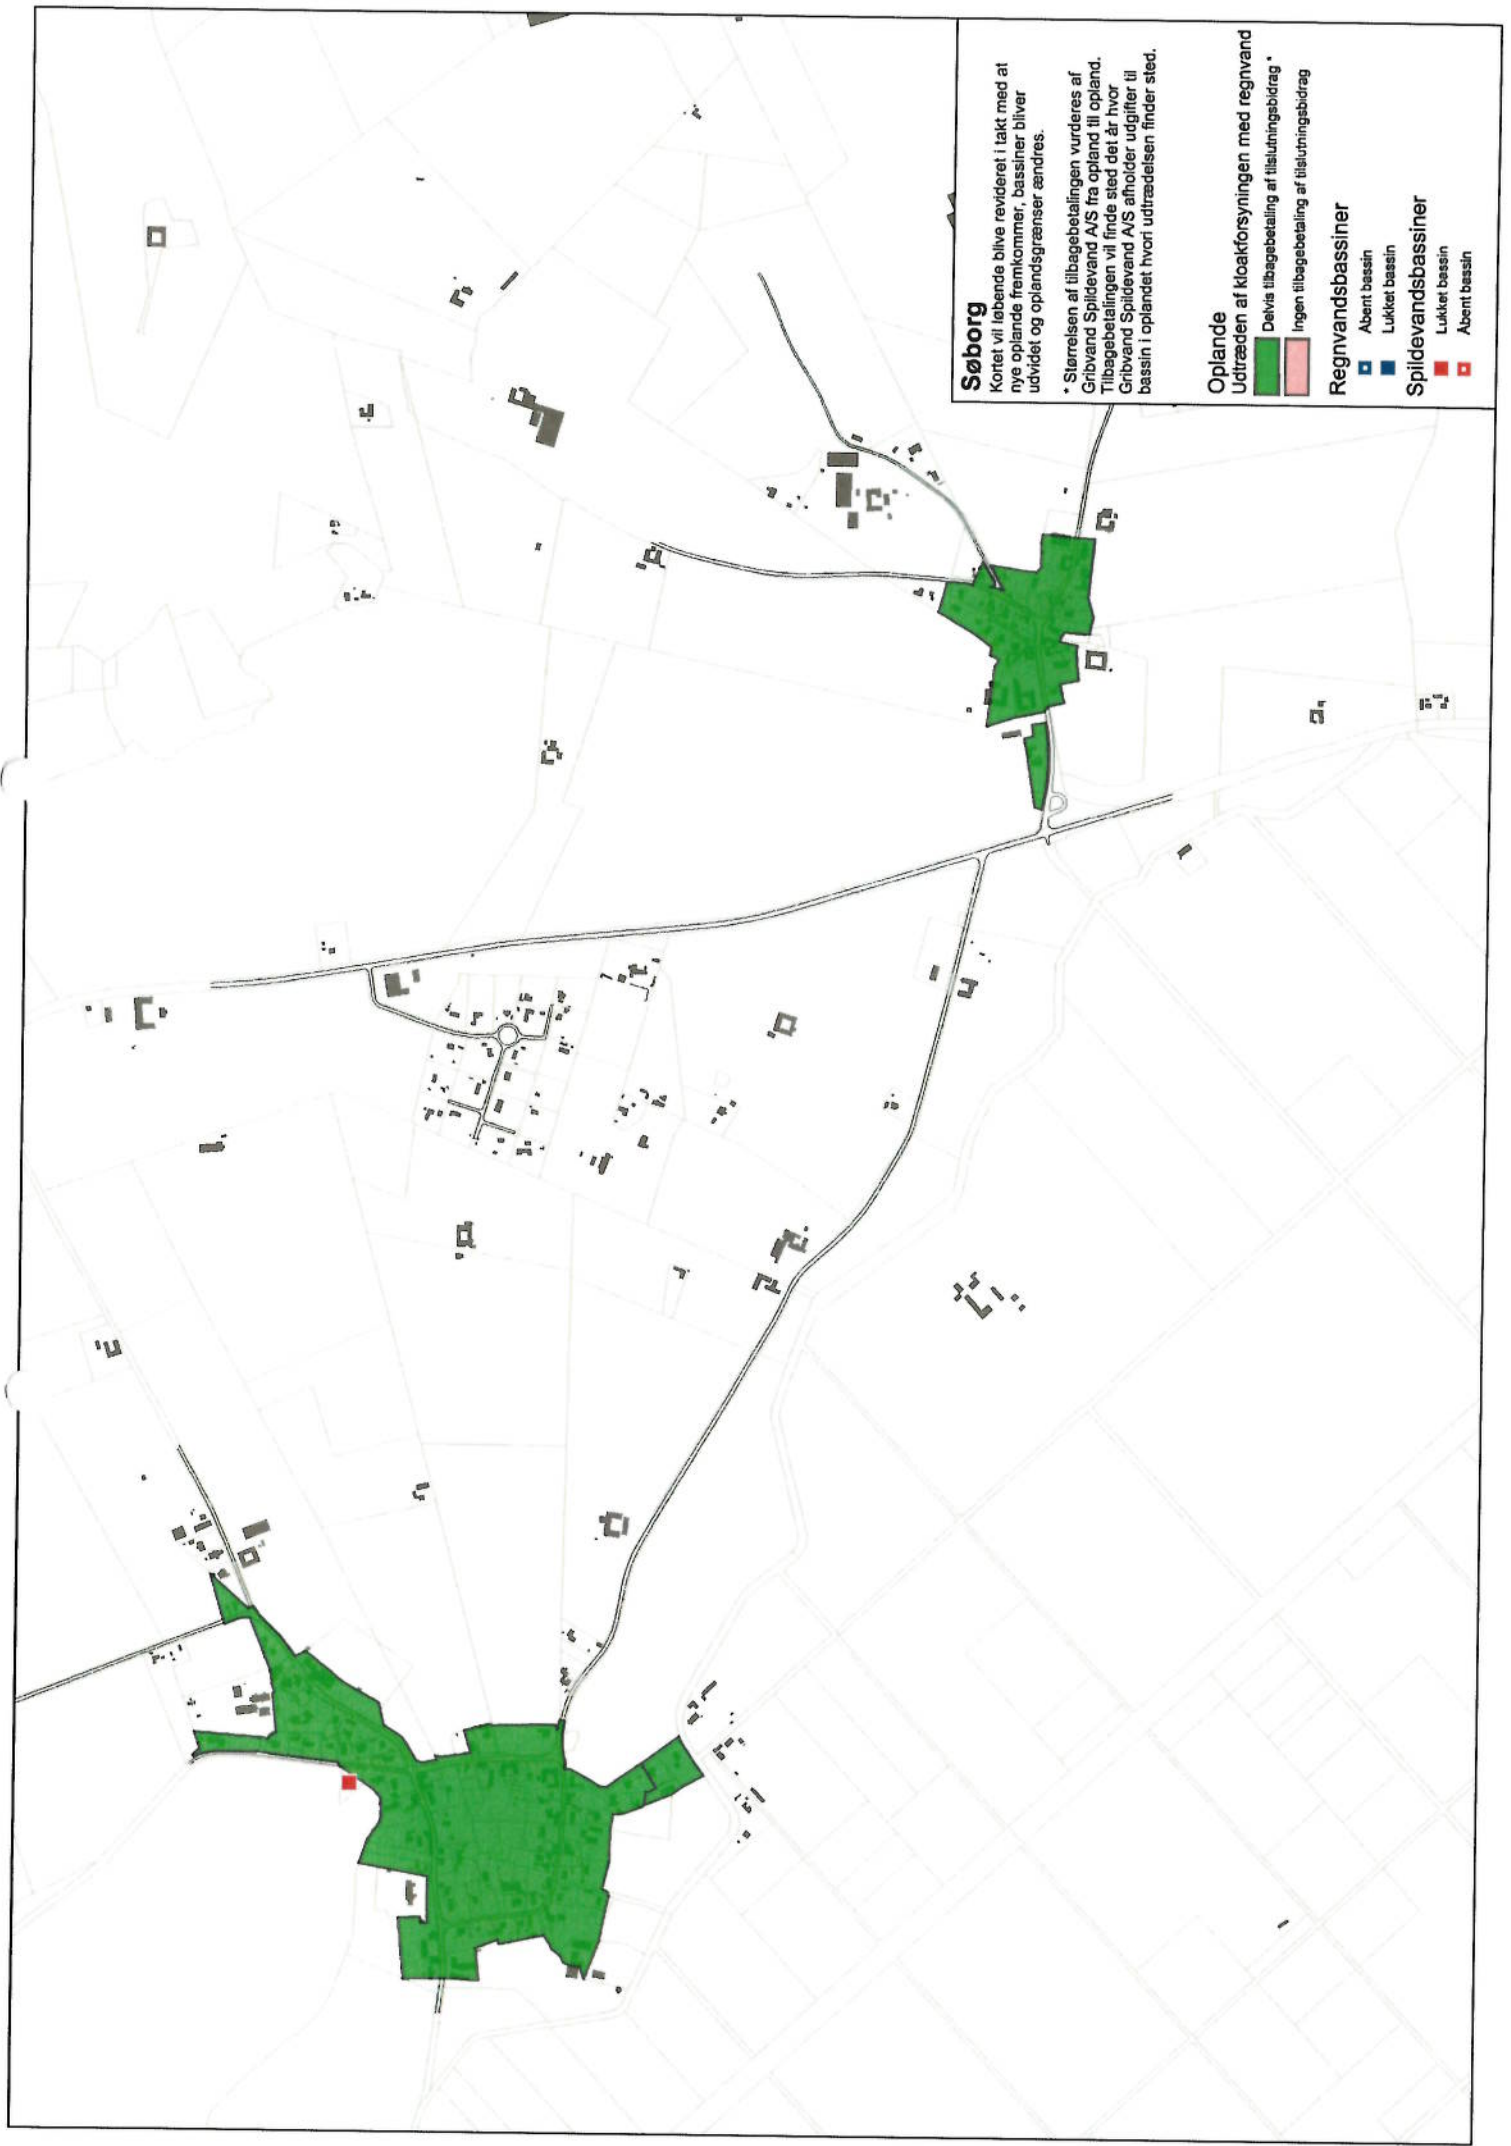 Søborg
Kortet vil løbende blive revideret i takt med at
nye oplande fremkommer, bassiner bliver
udvidet og oplandsgrænser ændres.
* Størrelsen af tilbagebetalingen vurderes af
Gribvand Spildevand A/S fra opland til opland.
Tilbagebetalingen vil finde sted det år hvor
Gribvand Spildevand A/S afholder udgifter til
bassin i oplandet hvori udtrædelsen finder sted.
Oplande
Udtræden af kloakforsyningen med regnvand
Delvis tilbagebetaling af tilslutningsbidrag *
Ingen tilbagebetaling af tilslutningsbidrag
Regnvandsbassiner
Åbent bassin
Lukket bassin
Spildevandsbassiner
Lukket bassin
Åbent bassin